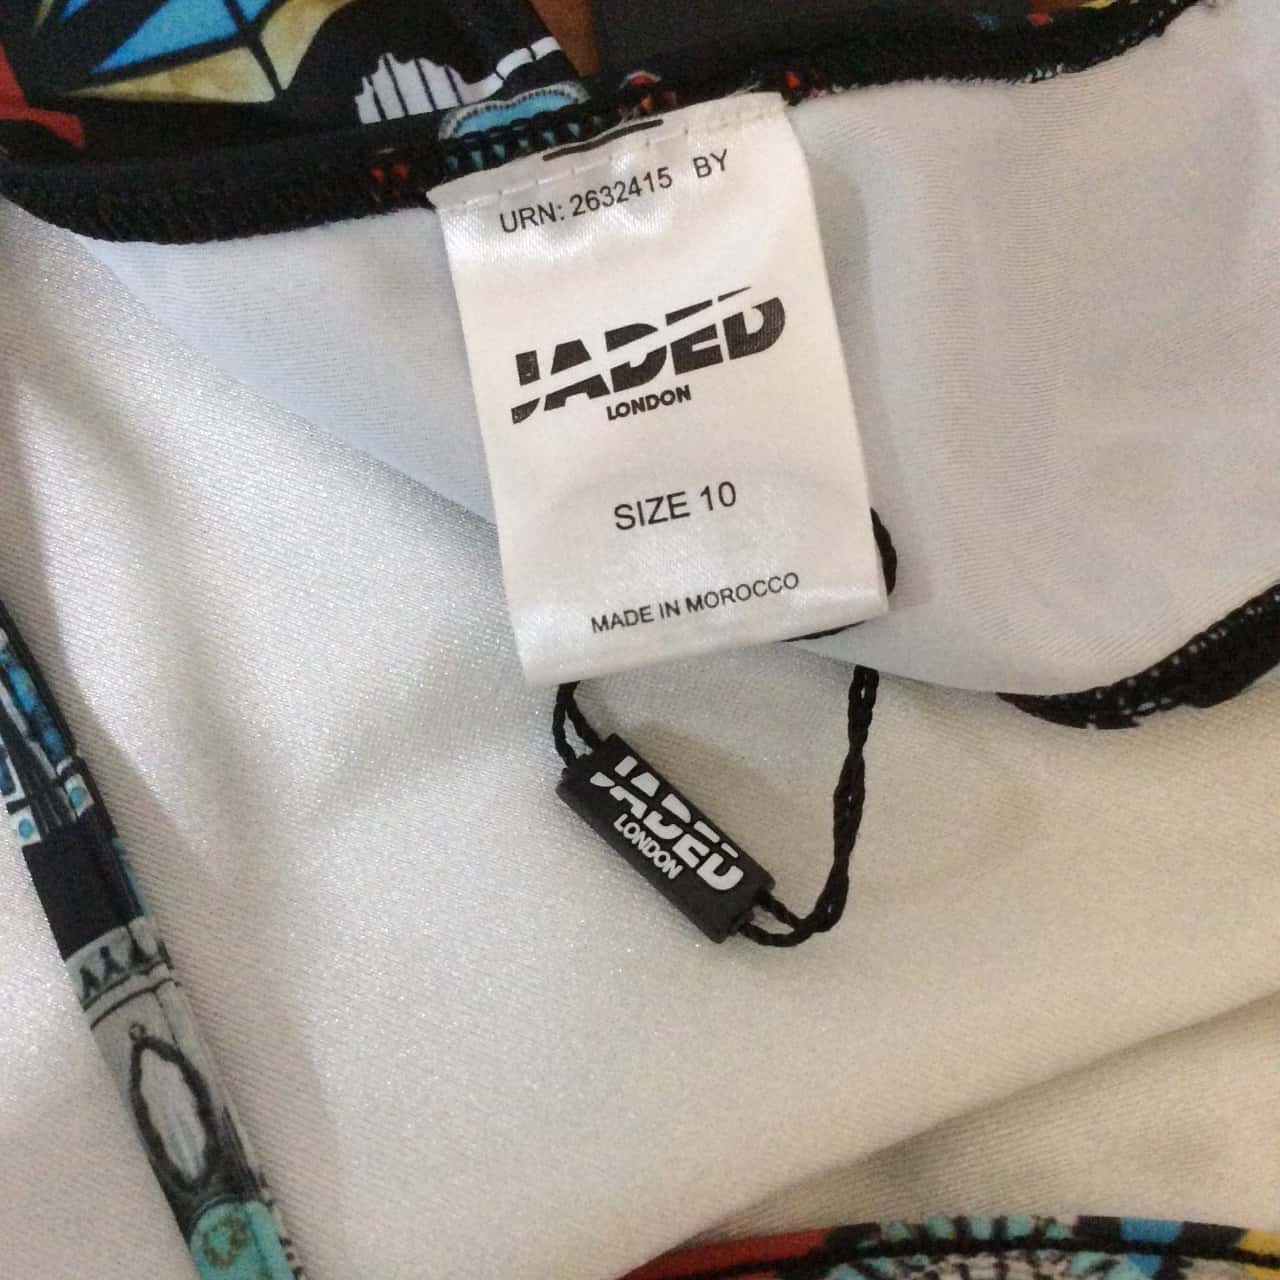 URN: 2632415 BY
JADED
LONDON
SIZE 10
MADE IN MOROCCO
JADED
LONDON